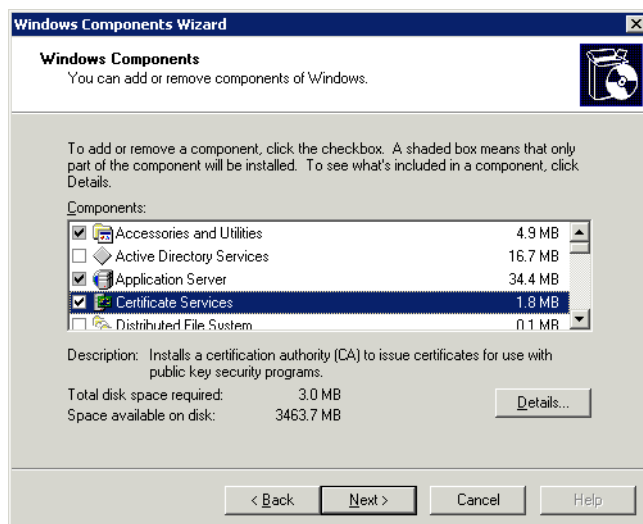 Windows Components Wizard
Windows Components
You can add or remove components of Windows.
To add or remove a component, click the checkbox. A shaded box means that only
part of the component will be installed. To see what's included in a component, click
Details.
Components:
Accessories and Utilities 4.9 MB
Active Directory Services 16.7 MB
Application Server 34.4 MB
Certificate Services 1.8 MB
Distributed File System 0.1 MB
Description: Installs a certification authority (CA) to issue certificates for use with
public key security programs.
Total disk space required: 3.0 MB
Space available on disk: 3463.7 MB
Details...
< Back Next > Cancel Help